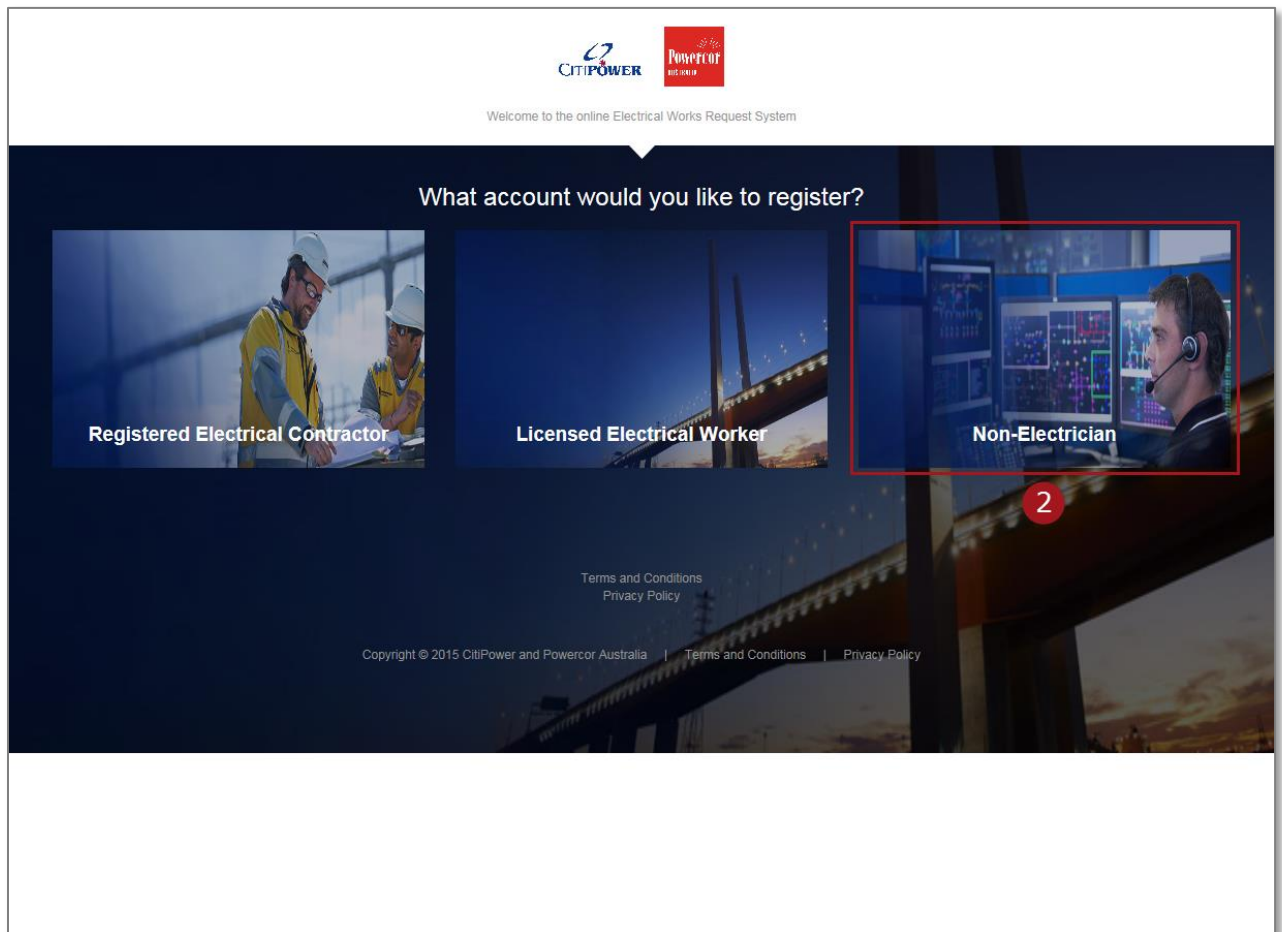 CITIPOWER
Powercor
AUSTRALIA
Welcome to the online Electrical Works Request System
What account would you like to register?
Registered Electrical Contractor
Licensed Electrical Worker
Non-Electrician
2
Terms and Conditions
Privacy Policy
Copyright © 2015 CitiPower and Powercor Australia | Terms and Conditions | Privacy Policy